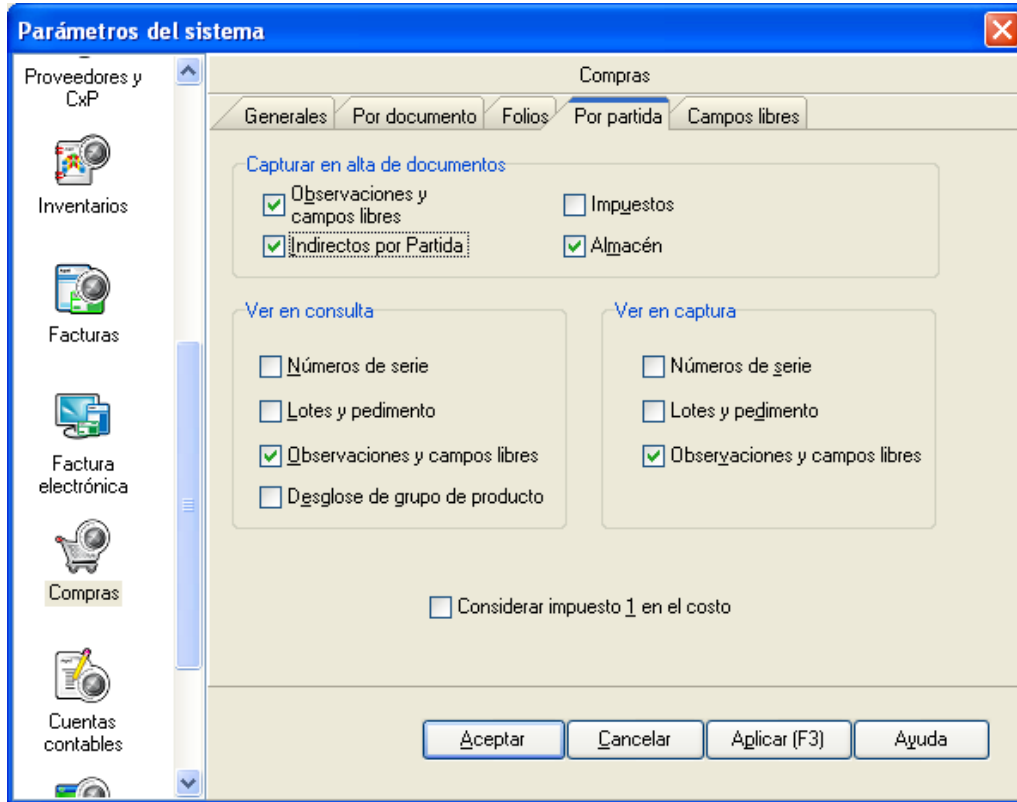 Parámetros del sistema
Proveedores y
CxP
Inventarios
Facturas
Factura
electrónica
Compras
Cuentas
contables
Compras
Generales
Por documento
Folios
Por partida
Campos libres
Capturar en alta de documentos
Observaciones y
campos libres
Impuestos
Indirectos por Partida
Almacén
Ver en consulta
Números de serie
Lotes y pedimento
Observaciones y campos libres
Desglose de grupo de producto
Ver en captura
Números de serie
Lotes y pedimento
Observaciones y campos libres
Considerar impuesto 1 en el costo
Aceptar
Cancelar
Aplicar (F3)
Ayuda